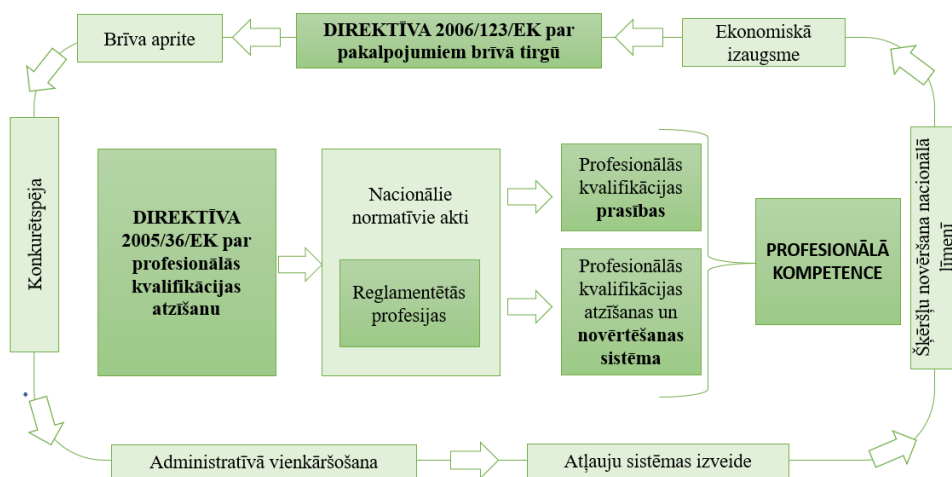 Brīva aprite
DIREKTĪVA 2006/123/EK par
pakalpojumiem brīvā tirgū
Ekonomiskā
izaugsme
Konkurētspēja
DIREKTĪVA
2005/36/EK par
profesionālās
kvalifikācijas
atzīšanu
Nacionālie
normatīvie akti
Reglamentētās
profesijas
Profesionālās
kvalifikācijas
prasības
Profesionālās
kvalifikācijas
atzīšanas un
novērtēšanas
sistēma
PROFESIONĀLĀ
KOMPETENCE
Šķēršļu novēršana nacionālā
līmenī
Administratīvā vienkāršošana
Atļauju sistēmas izveide